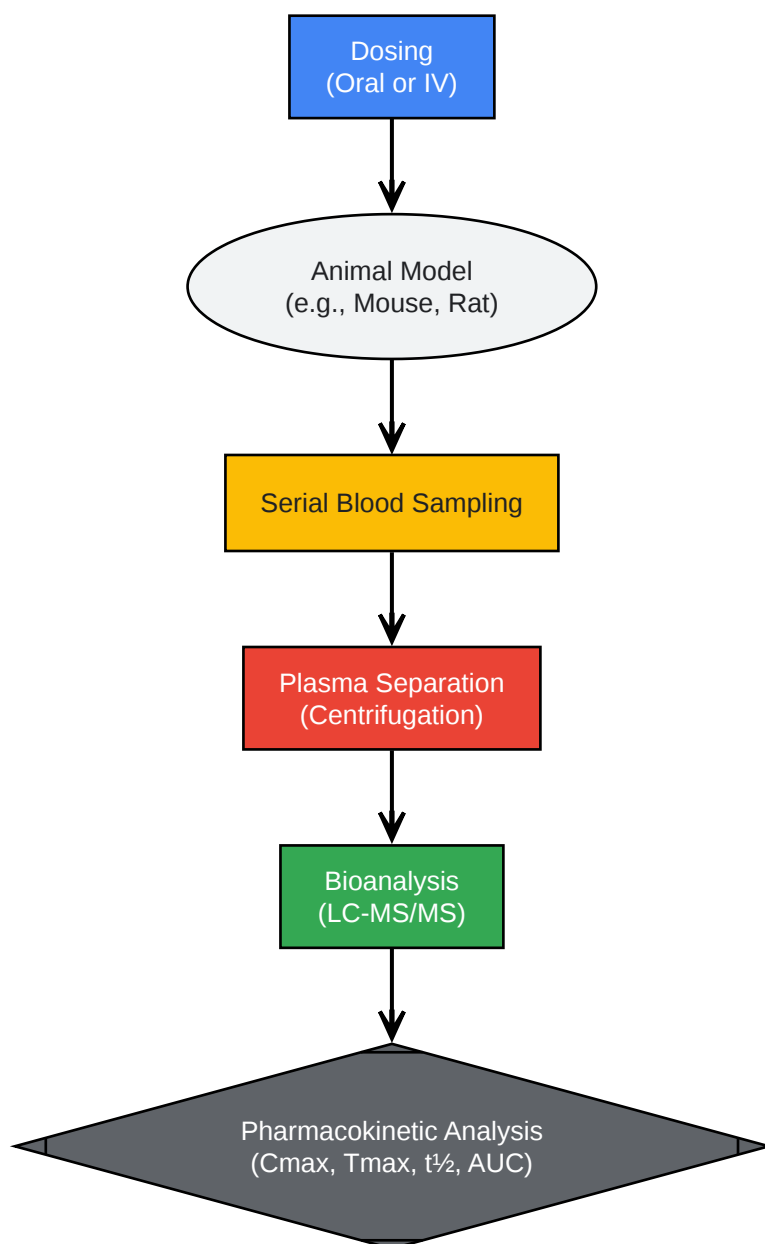 Dosing
(Oral or IV)
Animal Model
(e.g., Mouse, Rat)
Serial Blood Sampling
Plasma Separation
(Centrifugation)
Bioanalysis
(LC-MS/MS)
Pharmacokinetic Analysis
(Cmax, Tmax, t½, AUC)